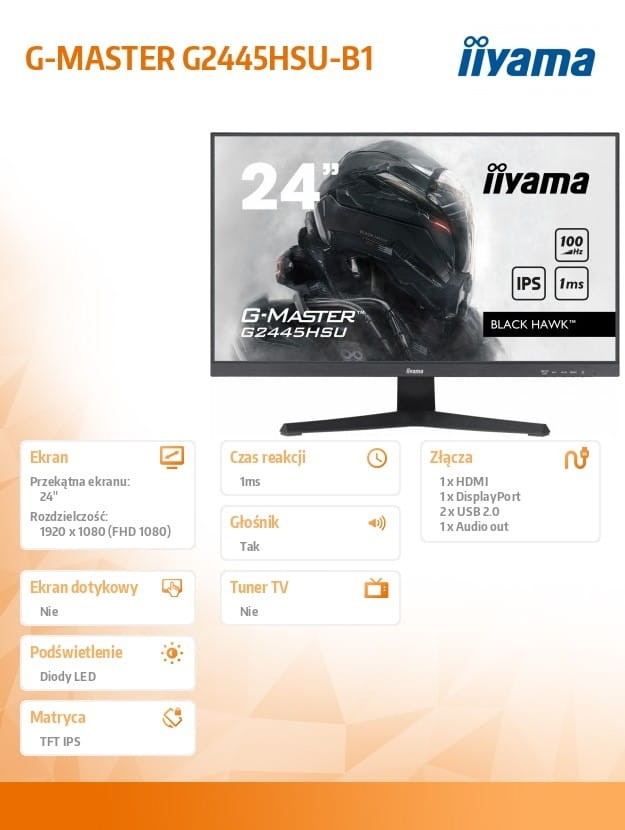 G-MASTER G2445HSU-B1
iiyama
24"
iiyama
100
Hz
IPS
1ms
G-MASTER™
G2445HSU
BLACK HAWK™
iiyama
Ekran
Przekątna ekranu:
24"
Rozdzielczość:
1920 x 1080 (FHD 1080)
Czas reakcji
1ms
Głośnik
Tak
Złącza
1 x HDMI
1 x DisplayPort
2 x USB 2.0
1 x Audio out
Ekran dotykowy
Nie
Tuner TV
Nie
Podświetlenie
Diody LED
Matryca
TFT IPS